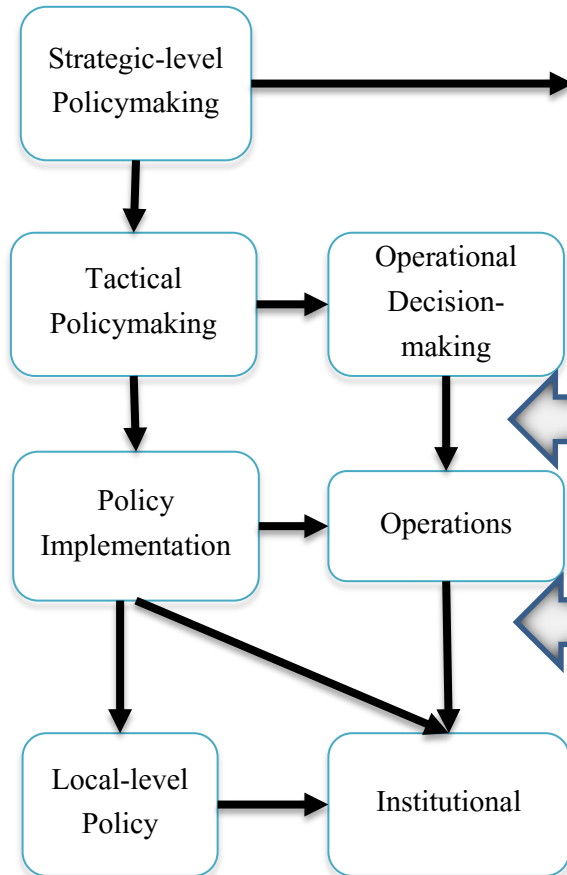 Strategic-level
Policymaking
Tactical
Policymaking
Operational
Decision-
making
Policy
Implementation
Operations
Local-level
Policy
Institutional